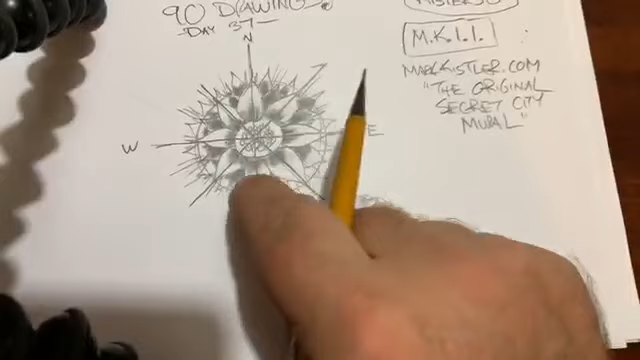 90 DRAWINGS!
DAY 37
N
W
E
M.K.I.I.
MARKKISTLER.COM
"THE ORIGINAL
SECRET CITY
MURAL"